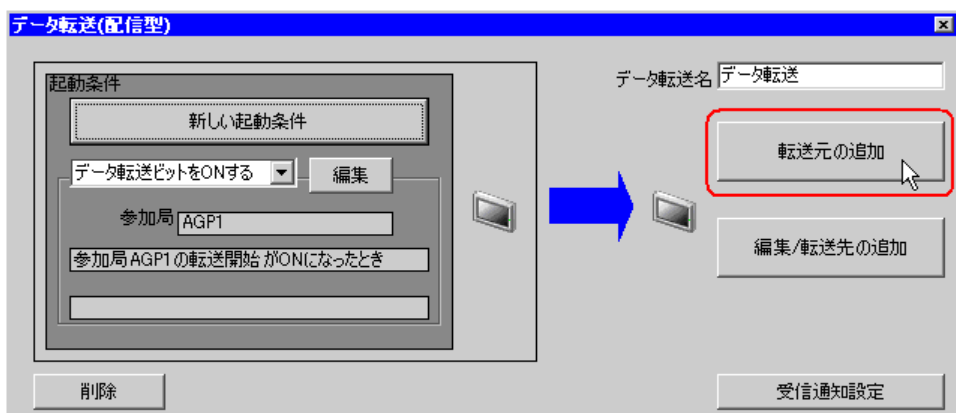 データ転送(配信型)
データ転送名 データ転送
起動条件
新しい起動条件
転送元の追加
データ転送ビットをONする 編集
参加局 AGP1
編集/転送先の追加
参加局 AGP1 の転送開始 がONになったとき
削除
受信通知設定